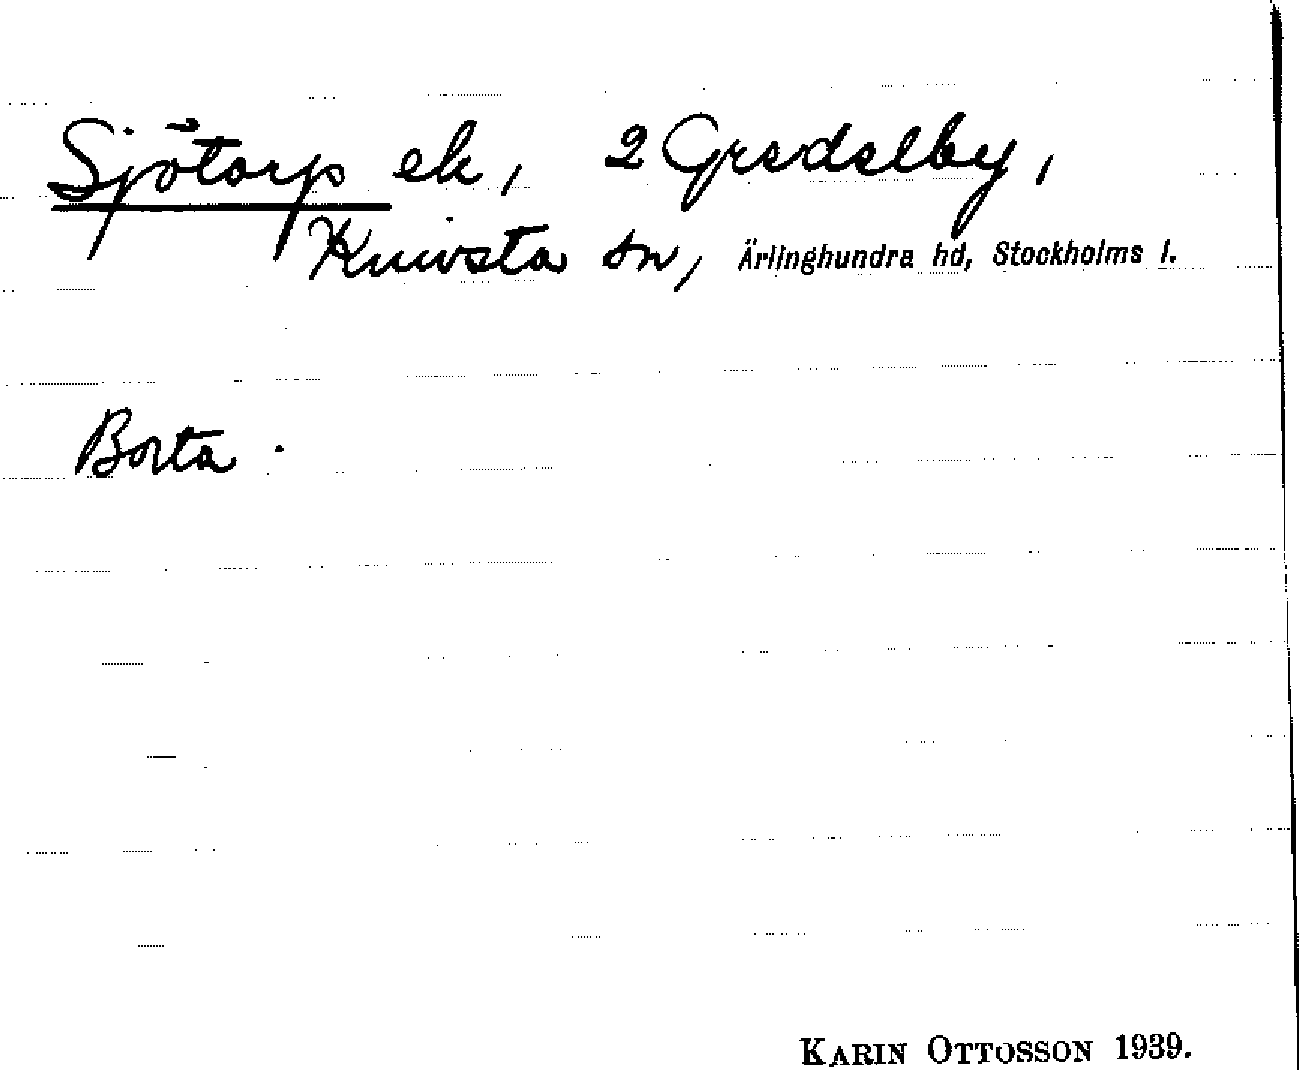 Sjötorp ek, 2 Gredelby,
Knivsta sn, Ärlinghundra hd, Stockholms l.
Borta.
KARIN OTTOSSON 1939.